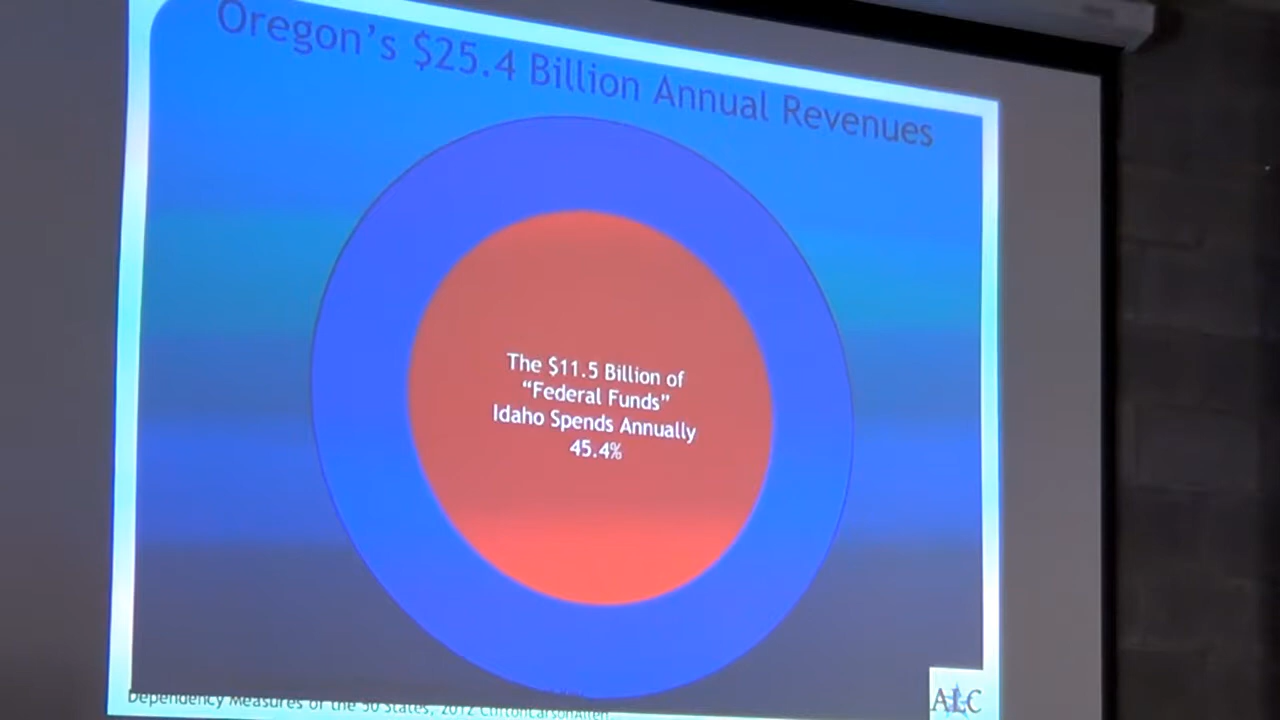 Oregon's $25.4 Billion Annual Revenues
The $11.5 Billion of
“Federal Funds”
Idaho Spends Annually
45.4%
Dependency Measures of the 50 States, 2012
ALC